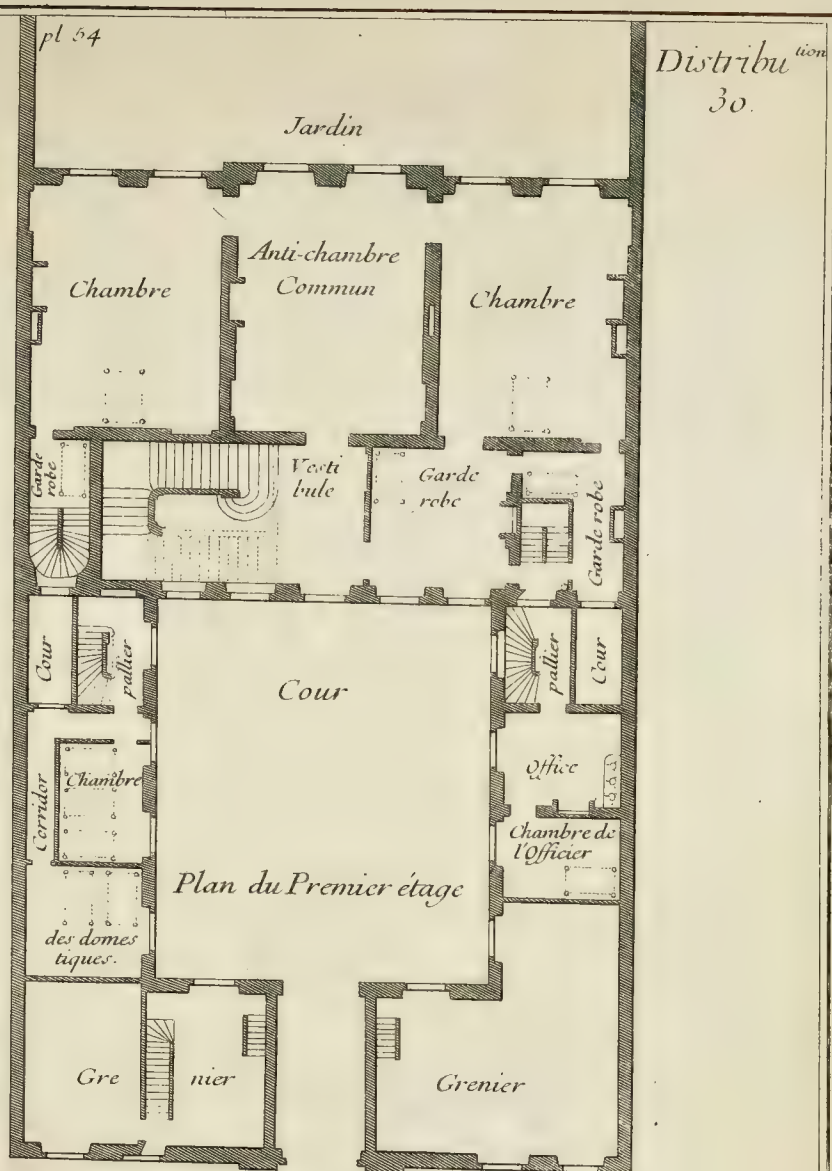 pl 54
Distribu tion
30.
Jardin
Chambre
Anti-chambre
Commun
Chambre
Garde
robe
Vesti
bule
Garde
robe
Garde robe
Cour
pallier
Cour
pallier
Cour
Corridor
Chambre
Office
Chambre de
l'Officier
Plan du Premier étage
des domes
tiques.
Gre nier
Grenier